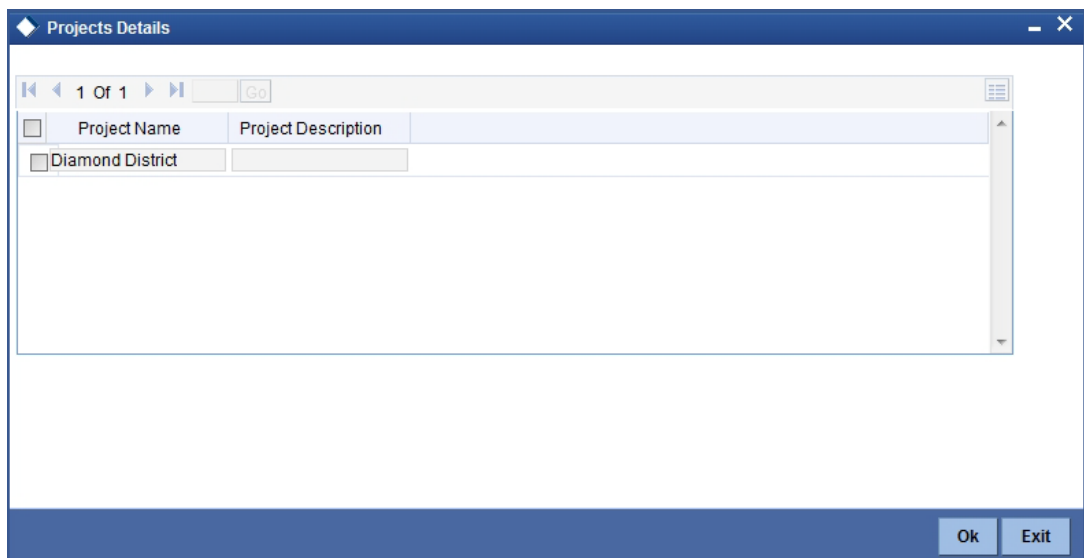 Projects Details
1 Of 1 Go
Project Name Project Description
Diamond District
Ok Exit